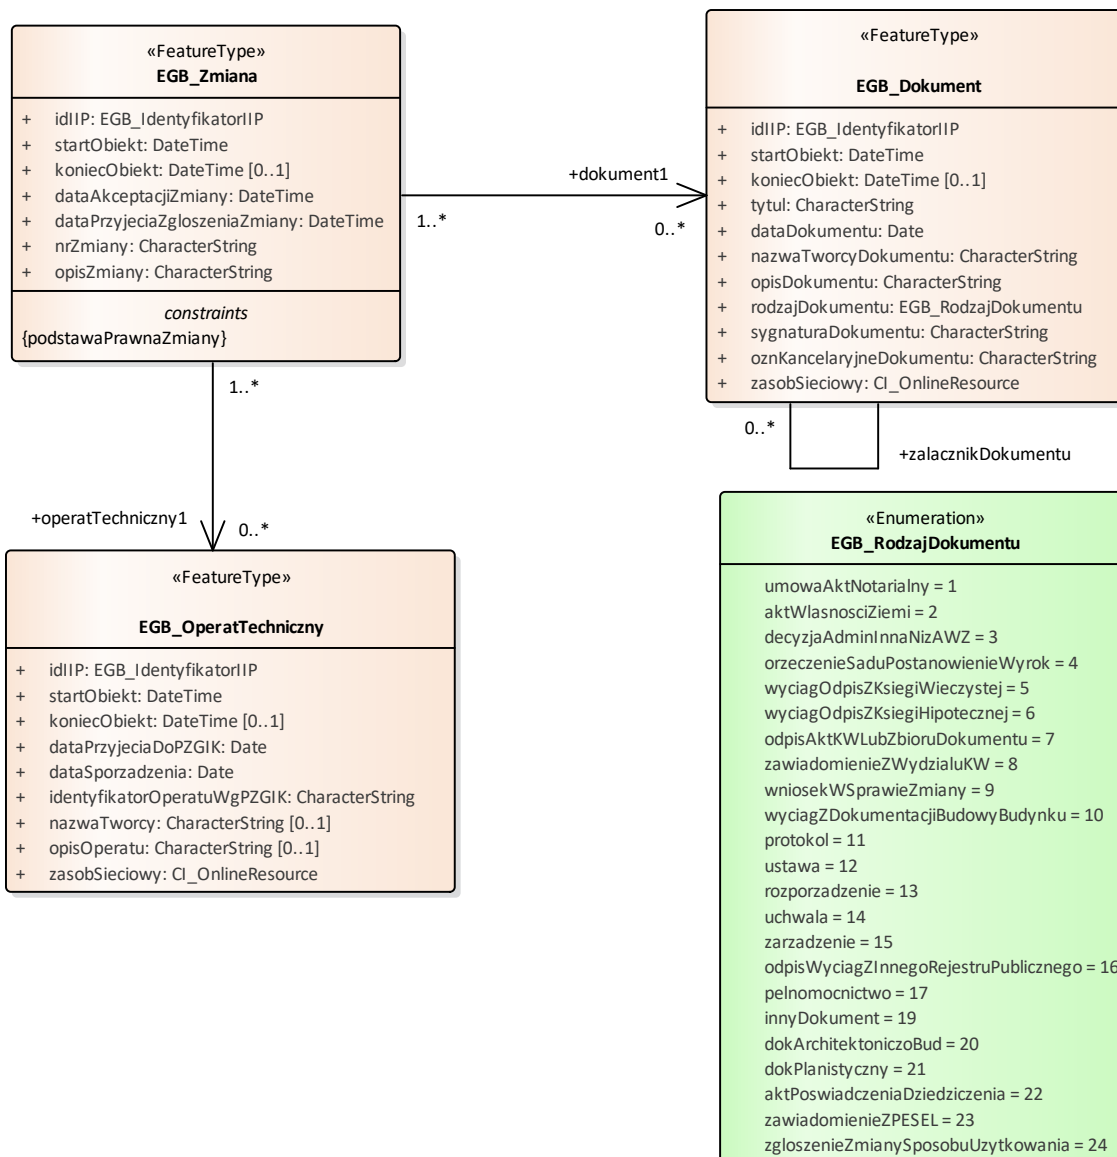 «FeatureType»
EGB_Zmiana
+ idIIP: EGB_IdentyfikatorIIP
+ startObiekt: DateTime
+ koniecObiekt: DateTime [0..1]
+ dataAkceptacjiZmiany: DateTime
+ dataPrzyjeciaZgloszeniaZmiany: DateTime
+ nrZmiany: CharacterString
+ opisZmiany: CharacterString
constraints
{podstawaPrawnaZmiany}
1..*
+dokument1
0..*
«FeatureType»
EGB_Dokument
+ idIIP: EGB_IdentyfikatorIIP
+ startObiekt: DateTime
+ koniecObiekt: DateTime [0..1]
+ tytul: CharacterString
+ dataDokumentu: Date
+ nazwaTworcyDokumentu: CharacterString
+ opisDokumentu: CharacterString
+ rodzajDokumentu: EGB_RodzajDokumentu
+ sygnaturaDokumentu: CharacterString
+ oznKancelaryjneDokumentu: CharacterString
+ zasobSieciowy: CI_OnlineResource
0..*
+zalacznikDokumentu
1..*
+operatTechniczny1
0..*
«FeatureType»
EGB_OperatTechniczny
+ idIIP: EGB_IdentyfikatorIIP
+ startObiekt: DateTime
+ koniecObiekt: DateTime [0..1]
+ dataPrzyjeciaDoPZGIK: Date
+ dataSporzadzenia: Date
+ identyfikatorOperatuWgPZGIK: CharacterString
+ nazwaTworcy: CharacterString [0..1]
+ opisOperatu: CharacterString [0..1]
+ zasobSieciowy: CI_OnlineResource
«Enumeration»
EGB_RodzajDokumentu
umowaAktNotarialny = 1
aktWlasnosciZiemi = 2
decyzjaAdminInnaNizAWZ = 3
orzeczenieSaduPostanowienieWyrok = 4
wyciagOdpisZKsiegiWieczystej = 5
wyciagOdpisZKsiegiHipotecznej = 6
odpisAktKWLubZbioruDokumentu = 7
zawiadomienieZWydzialuKW = 8
wniosekWSprawieZmiany = 9
wyciagZDokumentacjiBudowyBudynku = 10
protokol = 11
ustawa = 12
rozporzadzenie = 13
uchwala = 14
zarzadzenie = 15
odpisWyciagZInnegoRejestruPublicznego = 16
pelnomocnictwo = 17
innyDokument = 19
dokArchitektoniczoBud = 20
dokPlanistyczny = 21
aktPoswiadczeniaDziedziczenia = 22
zawiadomienieZPESEL = 23
zgloszenieZmianySposobuUzytkowania = 24